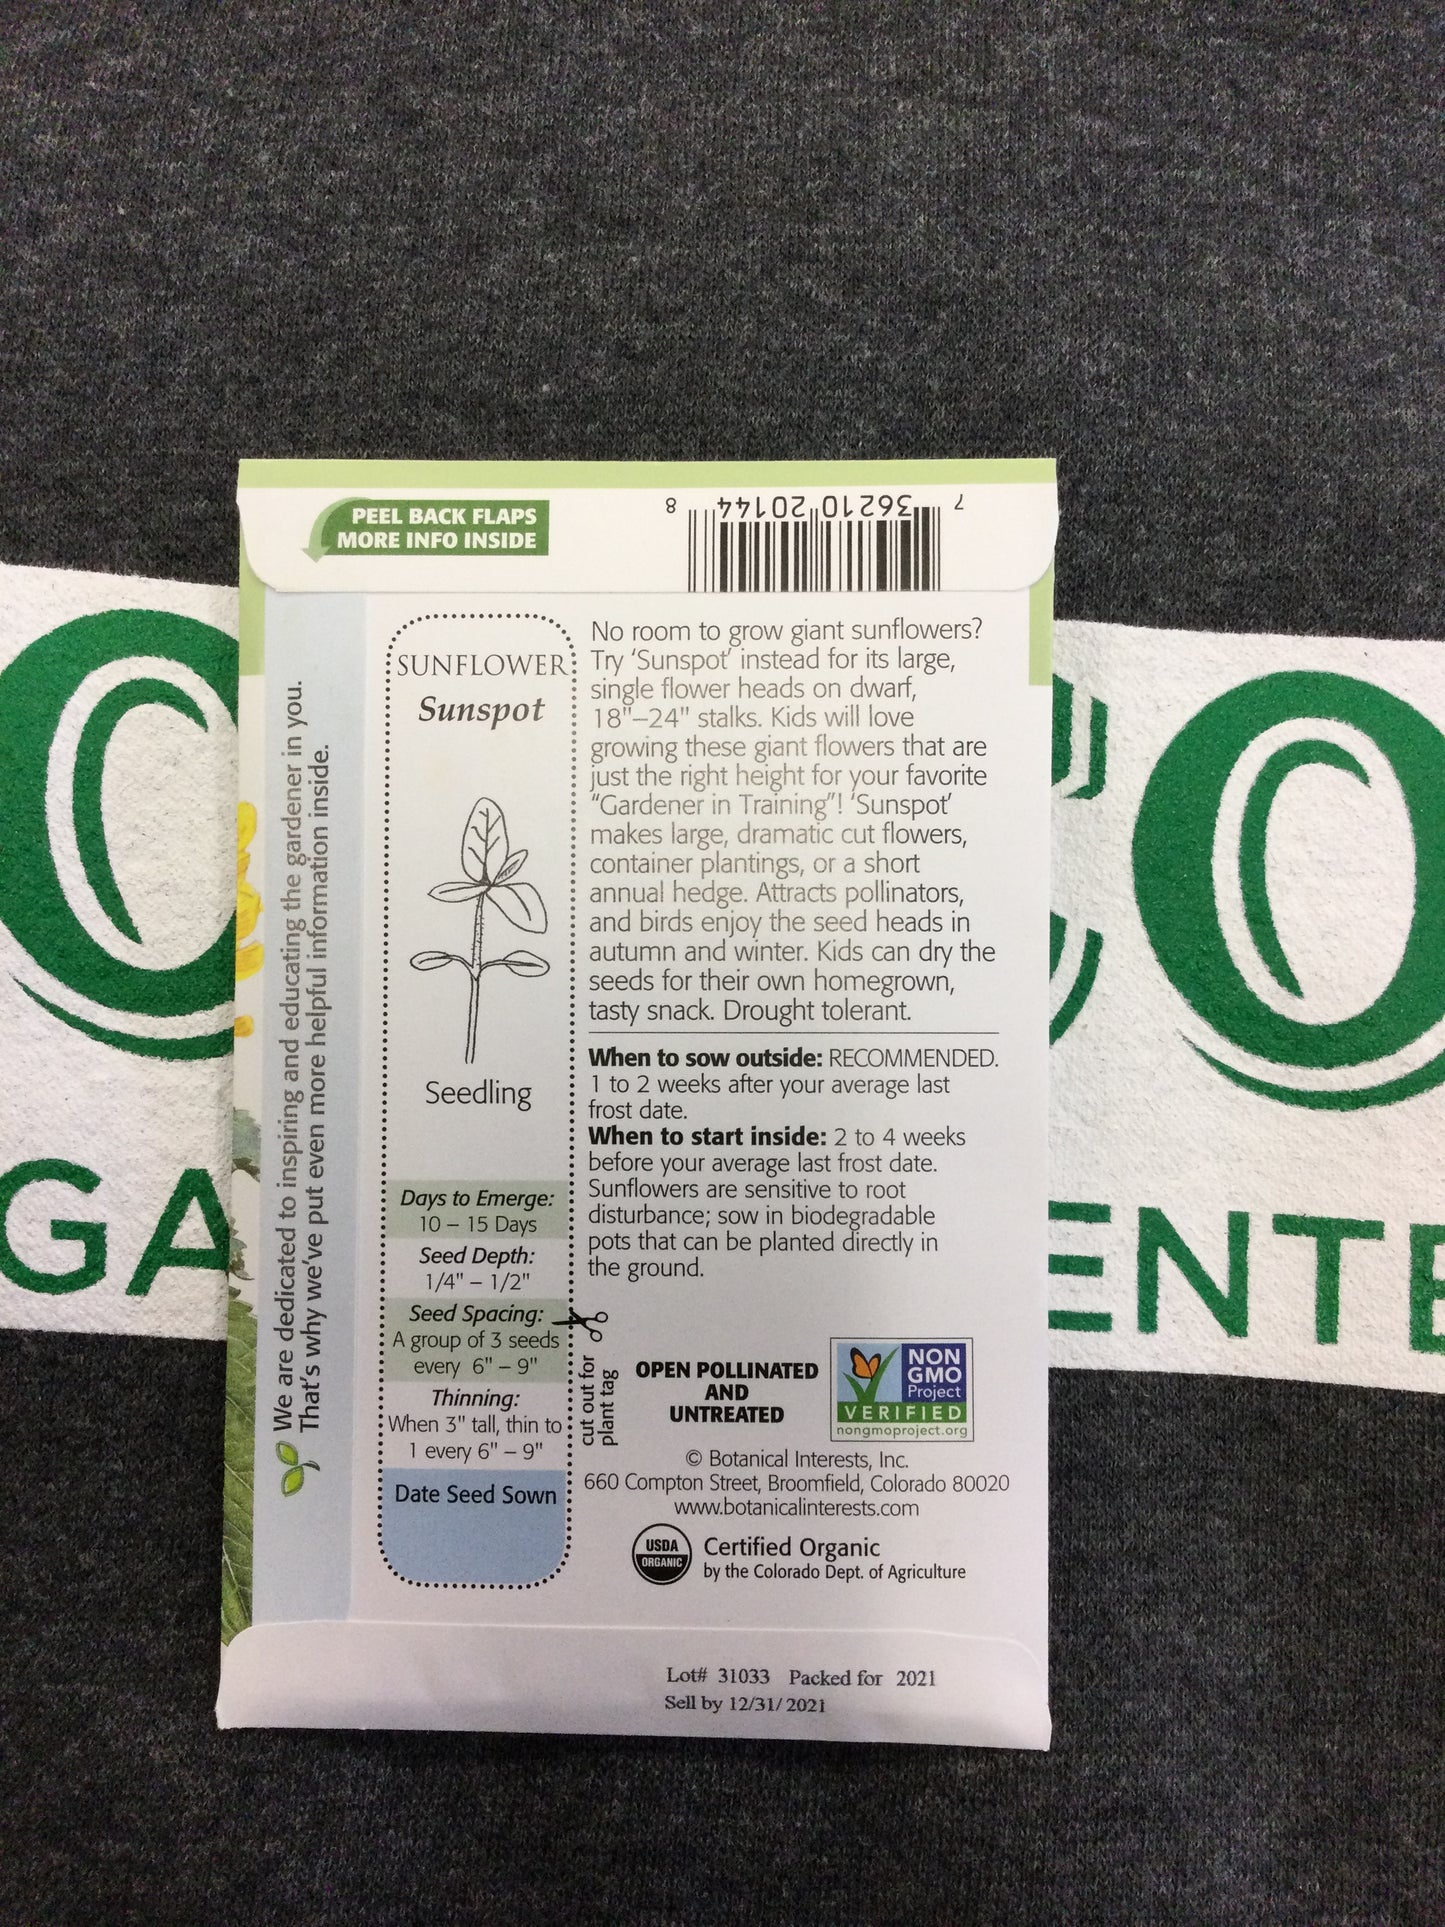 PEEL BACK FLAPS
MORE INFO INSIDE
7 36210 20144 8
We are dedicated to inspiring and educating the gardener in you.
That's why we've put even more helpful information inside.
SUNFLOWER
Sunspot
Seedling
Days to Emerge:
10 – 15 Days
Seed Depth:
1/4" – 1/2"
Seed Spacing:
A group of 3 seeds
every 6" – 9"
Thinning:
When 3" tall, thin to
1 every 6" – 9"
Date Seed Sown
cut out for
plant tag
No room to grow giant sunflowers?
Try 'Sunspot' instead for its large,
single flower heads on dwarf,
18"–24" stalks. Kids will love
growing these giant flowers that are
just the right height for your favorite
"Gardener in Training"! 'Sunspot'
makes large, dramatic cut flowers,
container plantings, or a short
annual hedge. Attracts pollinators,
and birds enjoy the seed heads in
autumn and winter. Kids can dry the
seeds for their own homegrown,
tasty snack. Drought tolerant.
When to sow outside: RECOMMENDED.
1 to 2 weeks after your average last
frost date.
When to start inside: 2 to 4 weeks
before your average last frost date.
Sunflowers are sensitive to root
disturbance; sow in biodegradable
pots that can be planted directly in
the ground.
OPEN POLLINATED
AND
UNTREATED
NON
GMO
Project
VERIFIED
nongmoproject.org
© Botanical Interests, Inc.
660 Compton Street, Broomfield, Colorado 80020
www.botanicalinterests.com
USDA
ORGANIC
Certified Organic
by the Colorado Dept. of Agriculture
Lot# 31033 Packed for 2021
Sell by 12/31/2021
GA
ENTE